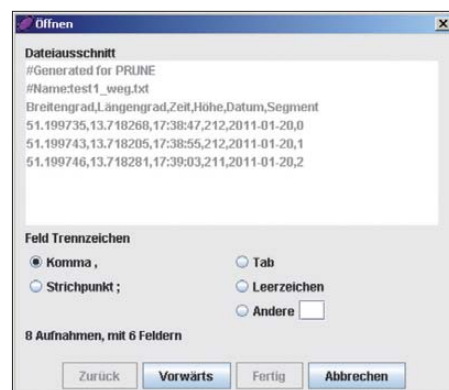 Öffnen
Dateiausschnitt
#Generated for PRUNE
#Name:test1_weg.txt
Breitengrad,Längengrad,Zeit,Höhe,Datum,Segment
51.199735,13.718268,17:38:47,212,2011-01-20,0
51.199743,13.718205,17:38:55,212,2011-01-20,1
51.199746,13.718281,17:39:03,211,2011-01-20,2
Feld Trennzeichen
Komma ,
Tab
Strichpunkt ;
Leerzeichen
Andere
8 Aufnahmen, mit 6 Feldern
Zurück Vorwärts Fertig Abbrechen